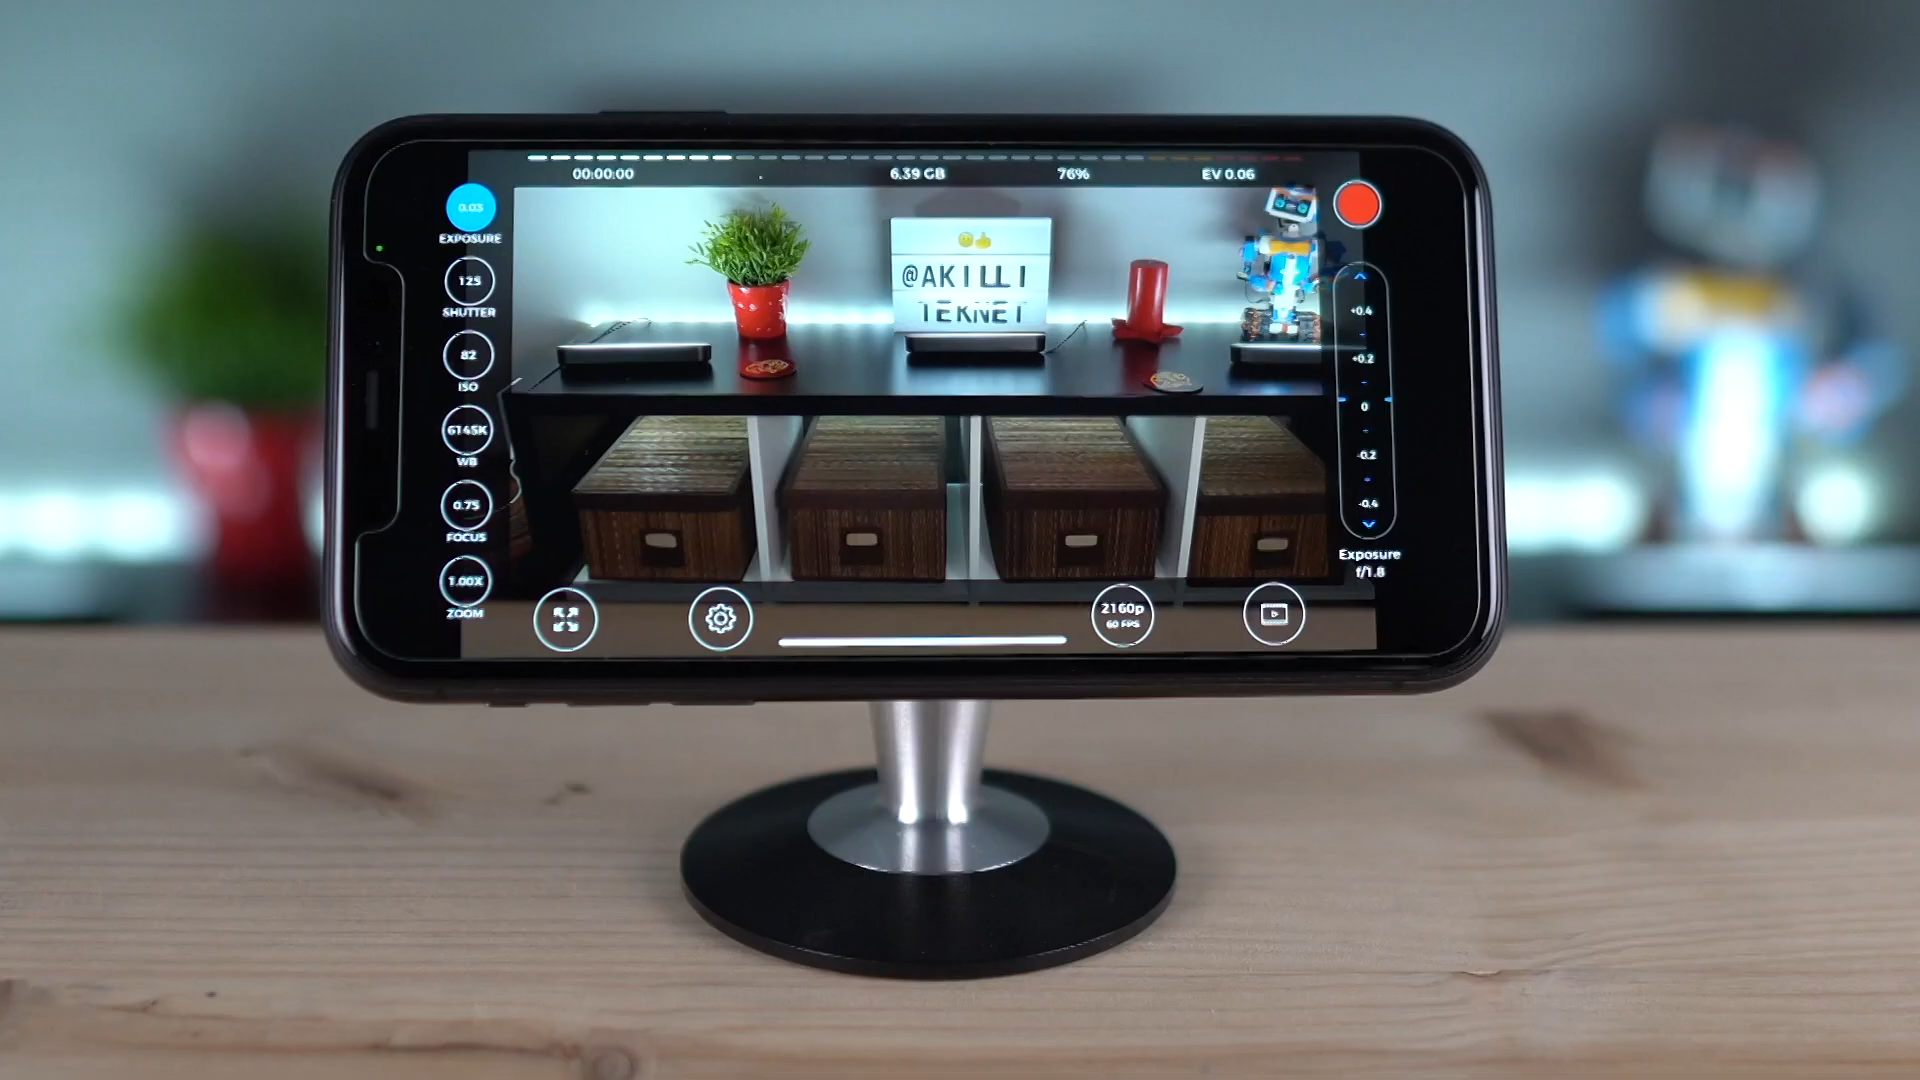 00:00:00 6.39 GB 76% EV 0.06
0.03
EXPOSURE
125
SHUTTER
82
ISO
6145K
WB
0.75
FOCUS
1.00X
ZOOM
@AKILLI
TEKNET
+0.4
+0.2
0
-0.2
-0.4
Exposure
f/1.8
2160p
60 FPS